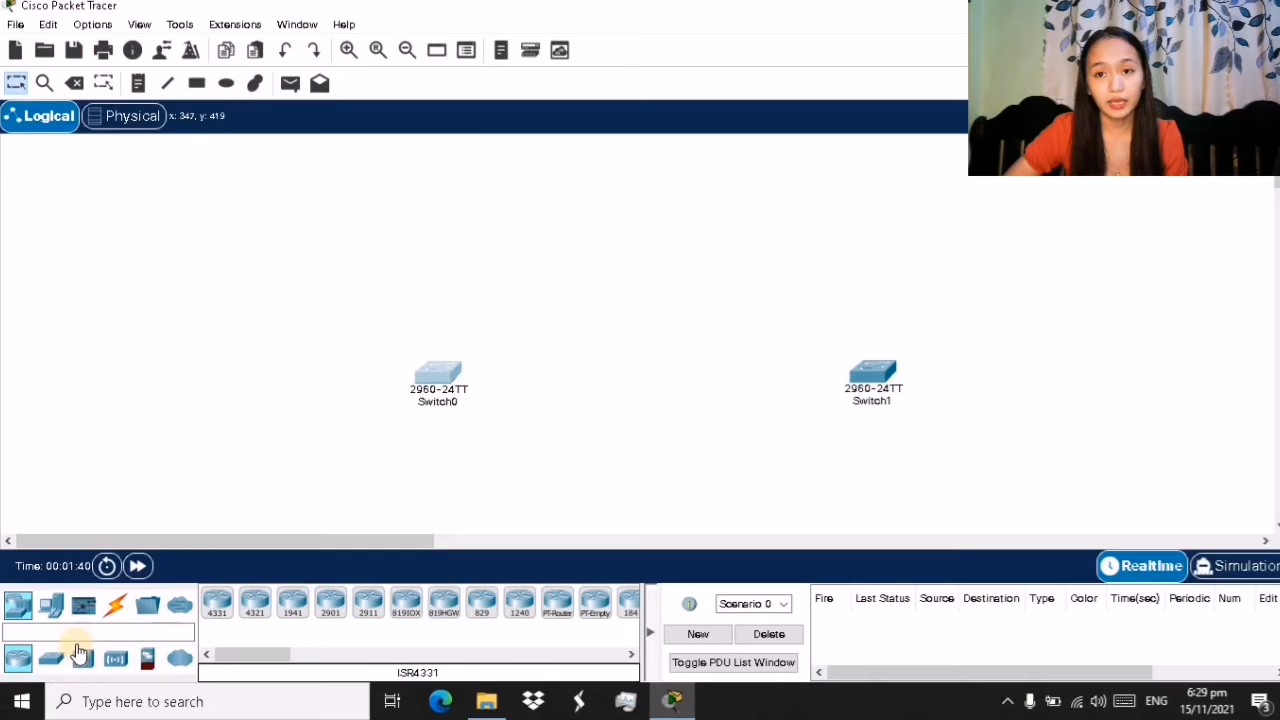 Cisco Packet Tracer
File Edit Options View Tools Extensions Window Help
Logical Physical x: 347, y: 419
2960-24TT
Switch0
2960-24TT
Switch1
Time: 00:01:40
Realtime Simulation
4331 4321 1941 2901 2911 819IOX 819HGW 829 1240 PT-Router PT-Empty 184
ISR4331
Scenario 0
New Delete
Toggle PDU List Window
Fire Last Status Source Destination Type Color Time(sec) Periodic Num Edit
Type here to search
ENG
6:29 pm
15/11/2021
3